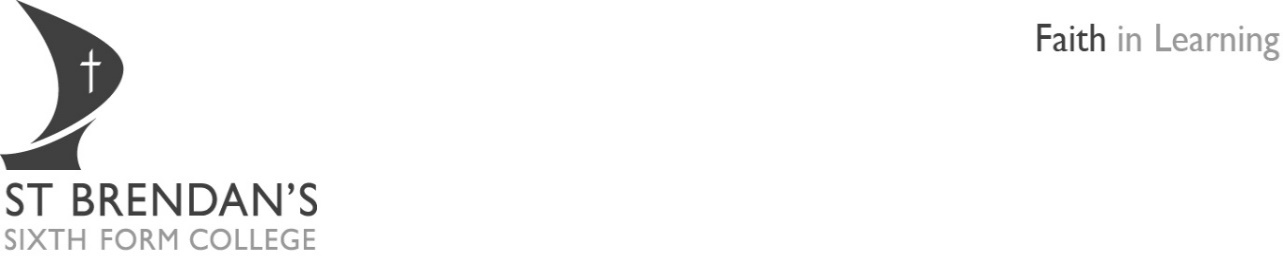 Faith in Learning
ST BRENDAN'S
SIXTH FORM COLLEGE